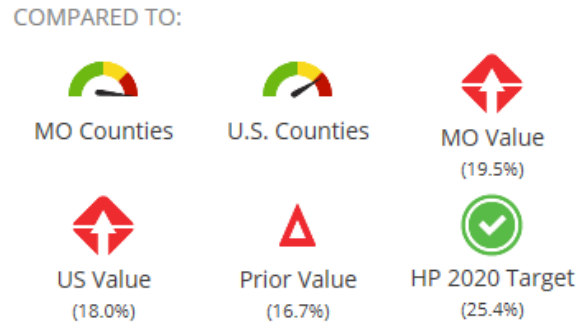 COMPARED TO:
MO Counties
U.S. Counties
MO Value
(19.5%)
US Value
(18.0%)
Prior Value
(16.7%)
HP 2020 Target
(25.4%)